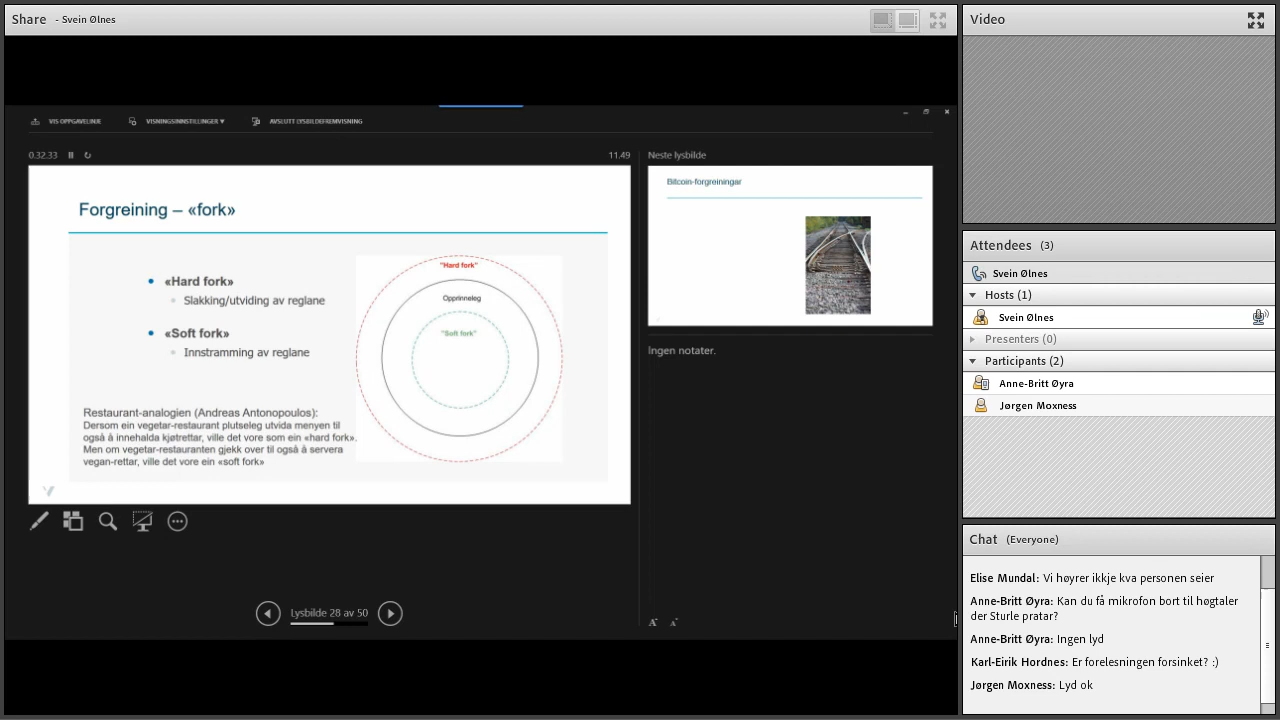 Share - Svein Ølnes
VIS OPPGAVELINJE
VISNINGSINNSTILLINGER ▼
AVSLUTT LYSBILDEFREMVISNING
0.32.33
11.49
Forgreining – «fork»
• «Hard fork»
Slakking/utviding av reglane
• «Soft fork»
Innstramming av reglane
"Hard fork"
Opprinneleg
"Soft fork"
Restaurant-analogien (Andreas Antonopoulos):
Dersom ein vegetar-restaurant plutseleg utvida menyen til
også å innehalda kjøtrettar, ville det vore som ein «hard fork».
Men om vegetar-restauranten gjekk over til også å servera
vegan-rettar, ville det vore ein «soft fork»
Lysbilde 28 av 50
Neste lysbilde
Bitcoin-forgreiningar
Ingen notater.
A A
Video
Attendees (3)
Svein Ølnes
Hosts (1)
Svein Ølnes
Presenters (0)
Participants (2)
Anne-Britt Øyra
Jørgen Moxness
Chat (Everyone)
Elise Mundal: Vi høyrer ikkje kva personen seier
Anne-Britt Øyra: Kan du få mikrofon bort til høgtaler
der Sturle pratar?
Anne-Britt Øyra: Ingen lyd
Karl-Eirik Hordnes: Er forelesningen forsinket? :)
Jørgen Moxness: Lyd ok